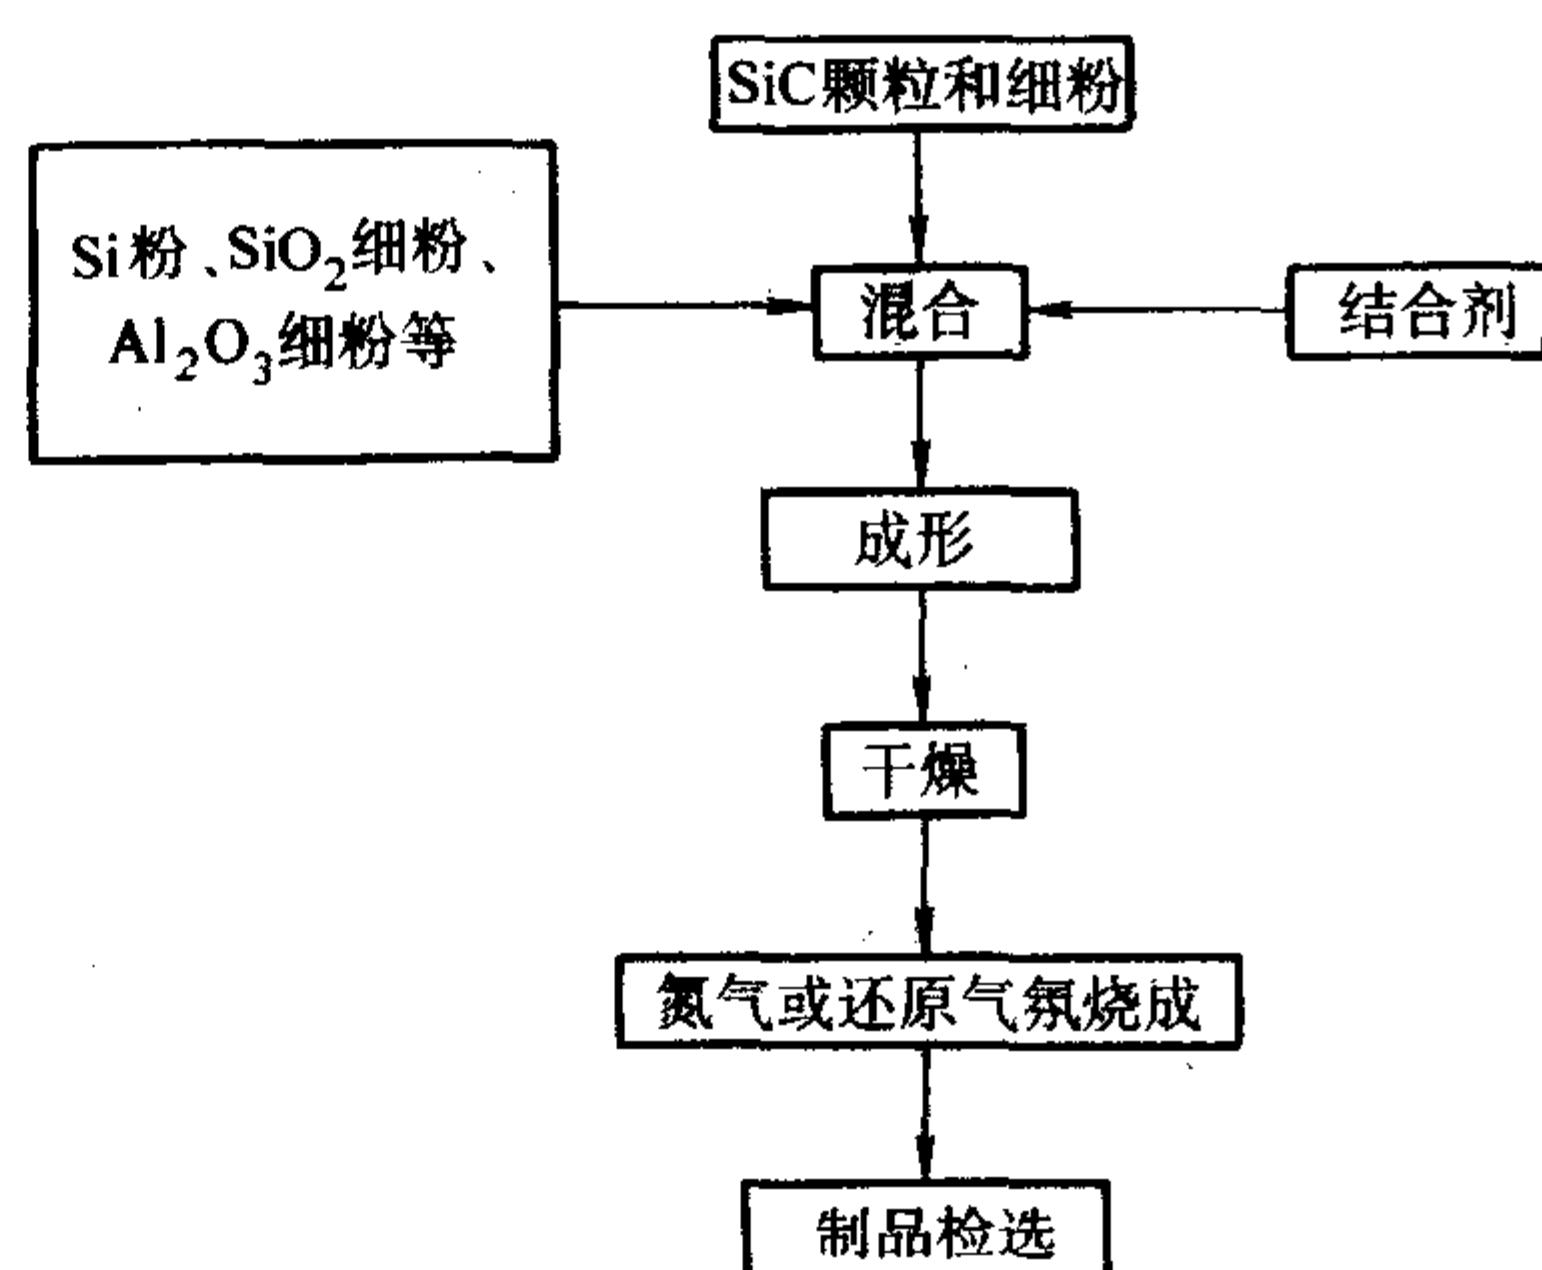 SiC颗粒和细粉
Si粉、SiO₂细粉、
Al₂O₃细粉等
混合
结合剂
成形
干燥
氮气或还原气氛烧成
制品检选